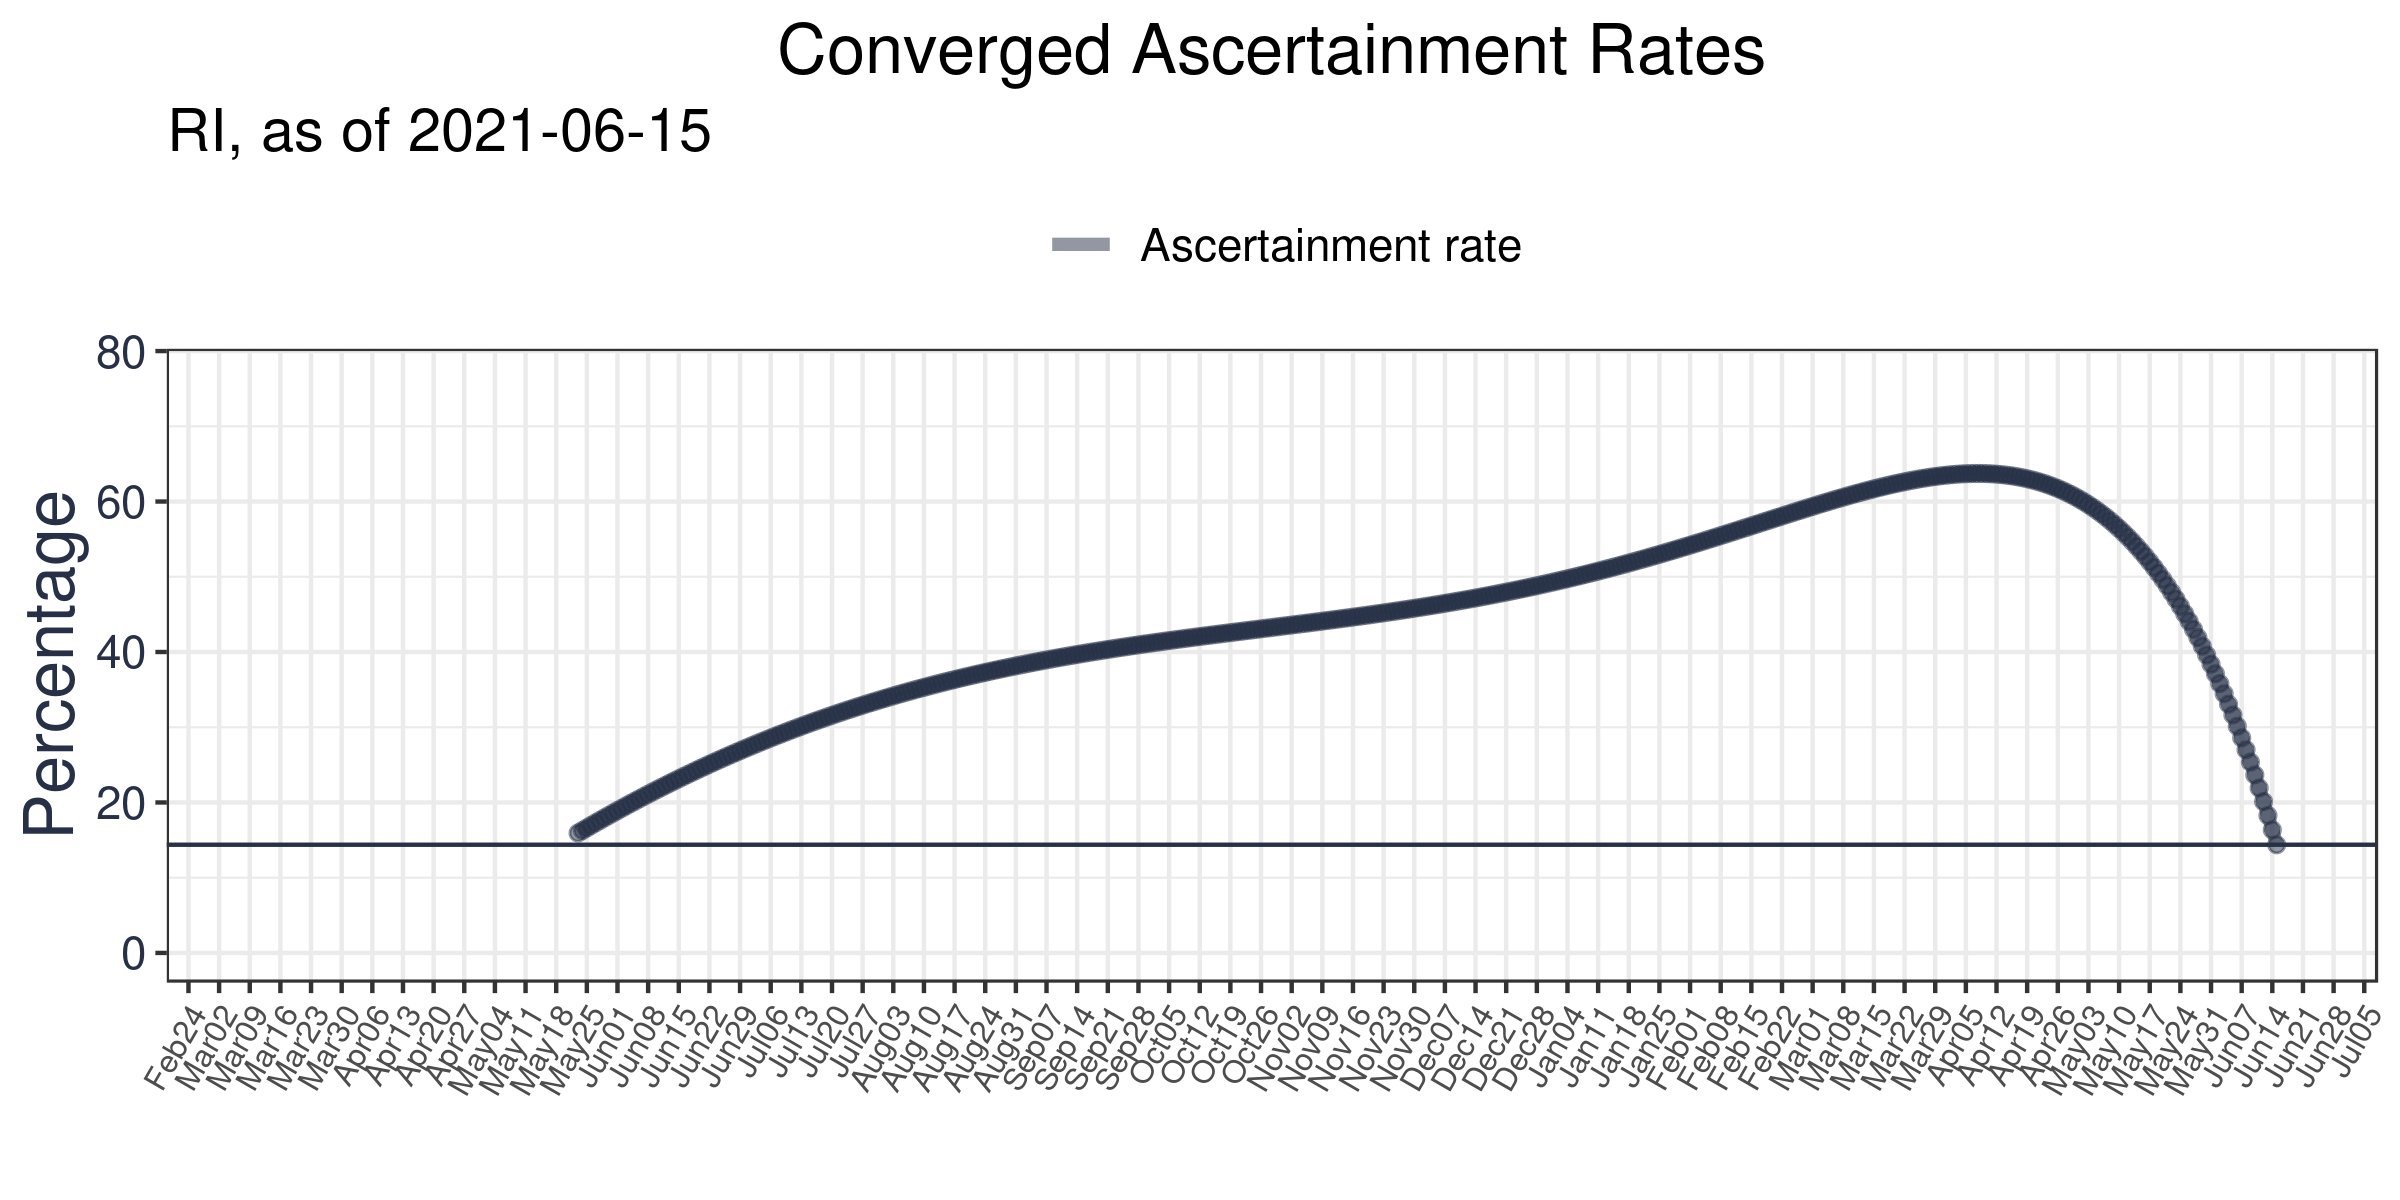 Converged Ascertainment Rates
RI, as of 2021-06-15
Ascertainment rate
Percentage
80
60
40
20
0
Feb24 Mar02 Mar09 Mar16 Mar23 Mar30 Apr06 Apr13 Apr20 Apr27 May04 May11 May18 May25 Jun01 Jun08 Jun15 Jun22 Jun29 Jul06 Jul13 Jul20 Jul27 Aug03 Aug10 Aug17 Aug24 Aug31 Sep07 Sep14 Sep21 Sep28 Oct05 Oct12 Oct19 Oct26 Nov02 Nov09 Nov16 Nov23 Nov30 Dec07 Dec14 Dec21 Dec28 Jan04 Jan11 Jan18 Jan25 Feb01 Feb08 Feb15 Feb22 Mar01 Mar08 Mar15 Mar22 Mar29 Apr05 Apr12 Apr19 Apr26 May03 May10 May17 May24 May31 Jun07 Jun14 Jun21 Jun28 Jul05